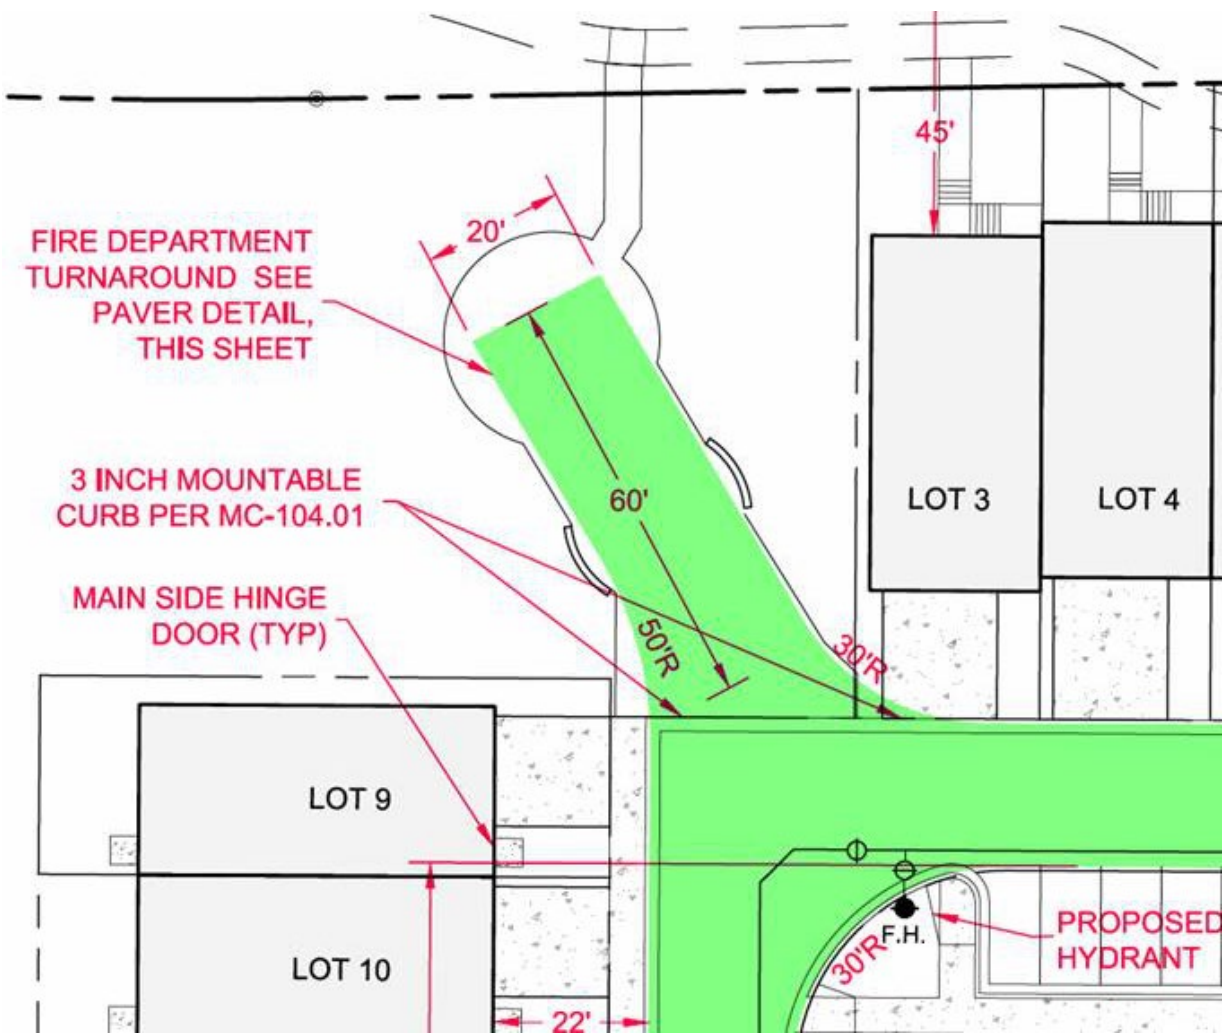 45'
20'
FIRE DEPARTMENT
TURNAROUND SEE
PAVER DETAIL,
THIS SHEET
3 INCH MOUNTABLE
CURB PER MC-104.01
60'
LOT 3
LOT 4
MAIN SIDE HINGE
DOOR (TYP)
50'R
30'R
LOT 9
PROPOSED
HYDRANT
F.H.
30'R
LOT 10
22'